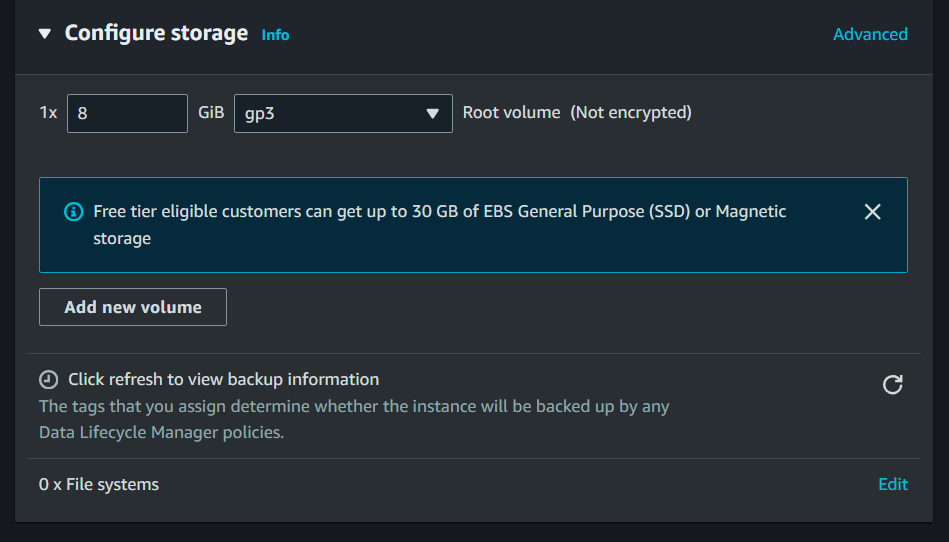 Configure storage Info Advanced
1x 8 GiB gp3 Root volume (Not encrypted)
Free tier eligible customers can get up to 30 GB of EBS General Purpose (SSD) or Magnetic
storage
Add new volume
Click refresh to view backup information
The tags that you assign determine whether the instance will be backed up by any
Data Lifecycle Manager policies.
0 x File systems Edit